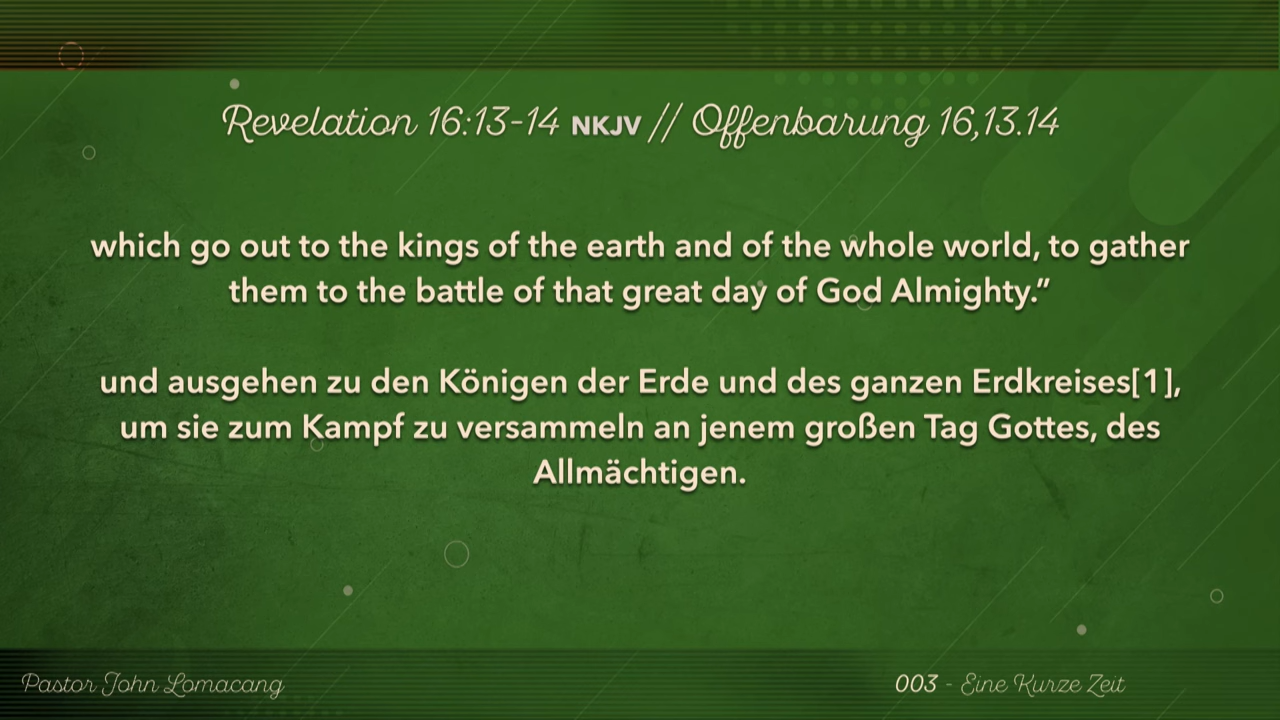 Revelation 16:13-14 NKJV // Offenbarung 16,13.14
which go out to the kings of the earth and of the whole world, to gather
them to the battle of that great day of God Almighty.”
und ausgehen zu den Königen der Erde und des ganzen Erdkreises[1],
um sie zum Kampf zu versammeln an jenem großen Tag Gottes, des
Allmächtigen.
Pastor John Lomacang
003 - Eine Kurze Zeit